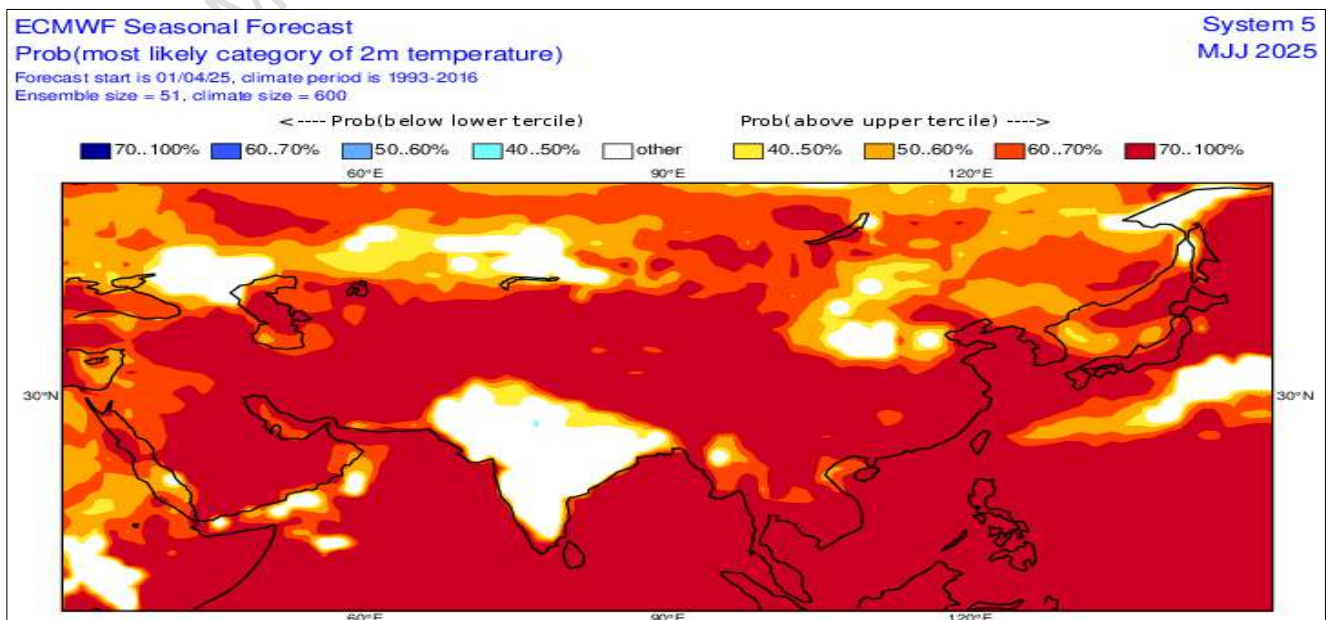 ECMWF Seasonal Forecast
System 5
Prob(most likely category of 2m temperature)
MJJ 2025
Forecast start is 01/04/25, climate period is 1993-2016
Ensemble size = 51, climate size = 600
<---- Prob(below lower tercile)
Prob(above upper tercile) ---->
70..100% 60..70% 50..60% 40..50% other 40..50% 50..60% 60..70% 70..100%
60°E 90°E 120°E
30°N 30°N
60°E 90°E 120°E